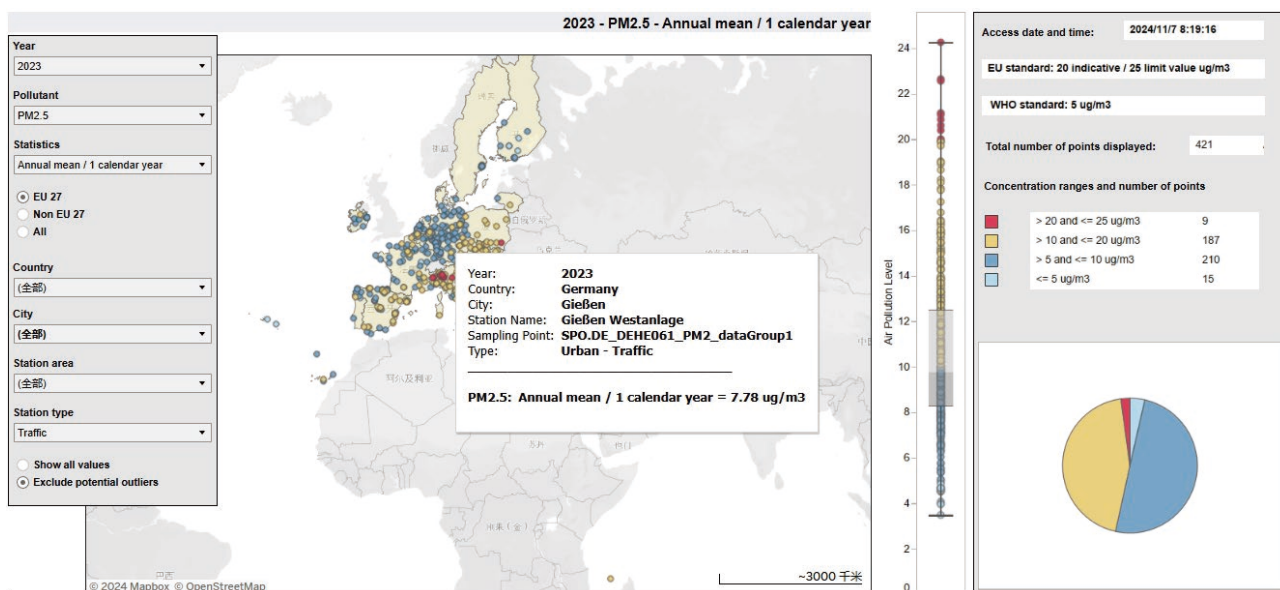 2023 - PM2.5 - Annual mean / 1 calendar year
Year
2023
Pollutant
PM2.5
Statistics
Annual mean / 1 calendar year
EU 27
Non EU 27
All
Country
(全部)
City
(全部)
Station area
(全部)
Station type
Traffic
Show all values
Exclude potential outliers
阿尔及利亚
巴西
Year: 2023
Country: Germany
City: Gießen
Station Name: Gießen Westanlage
Sampling Point: SPO.DE_DEHE061_PM2_dataGroup1
Type: Urban - Traffic
PM2.5: Annual mean / 1 calendar year = 7.78 ug/m3
© 2024 Mapbox © OpenStreetMap
~3000 千米
Air Pollution Level
24
22
20
18
16
14
12
10
8
6
4
2
0
Access date and time: 2024/11/7 8:19:16
EU standard: 20 indicative / 25 limit value ug/m3
WHO standard: 5 ug/m3
Total number of points displayed: 421
Concentration ranges and number of points
> 20 and <= 25 ug/m3 9
> 10 and <= 20 ug/m3 187
> 5 and <= 10 ug/m3 210
<= 5 ug/m3 15